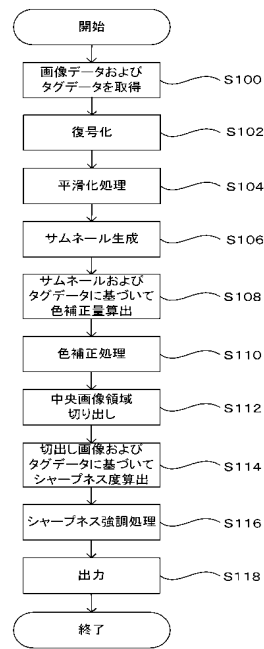 開始
画像データおよび
タグデータを取得
S100
復号化
S102
平滑化処理
S104
サムネール生成
S106
サムネールおよび
タグデータに基づいて
色補正量算出
S108
色補正処理
S110
中央画像領域
切り出し
S112
切出し画像および
タグデータに基づいて
シャープネス度算出
S114
シャープネス強調処理
S116
出力
S118
終了